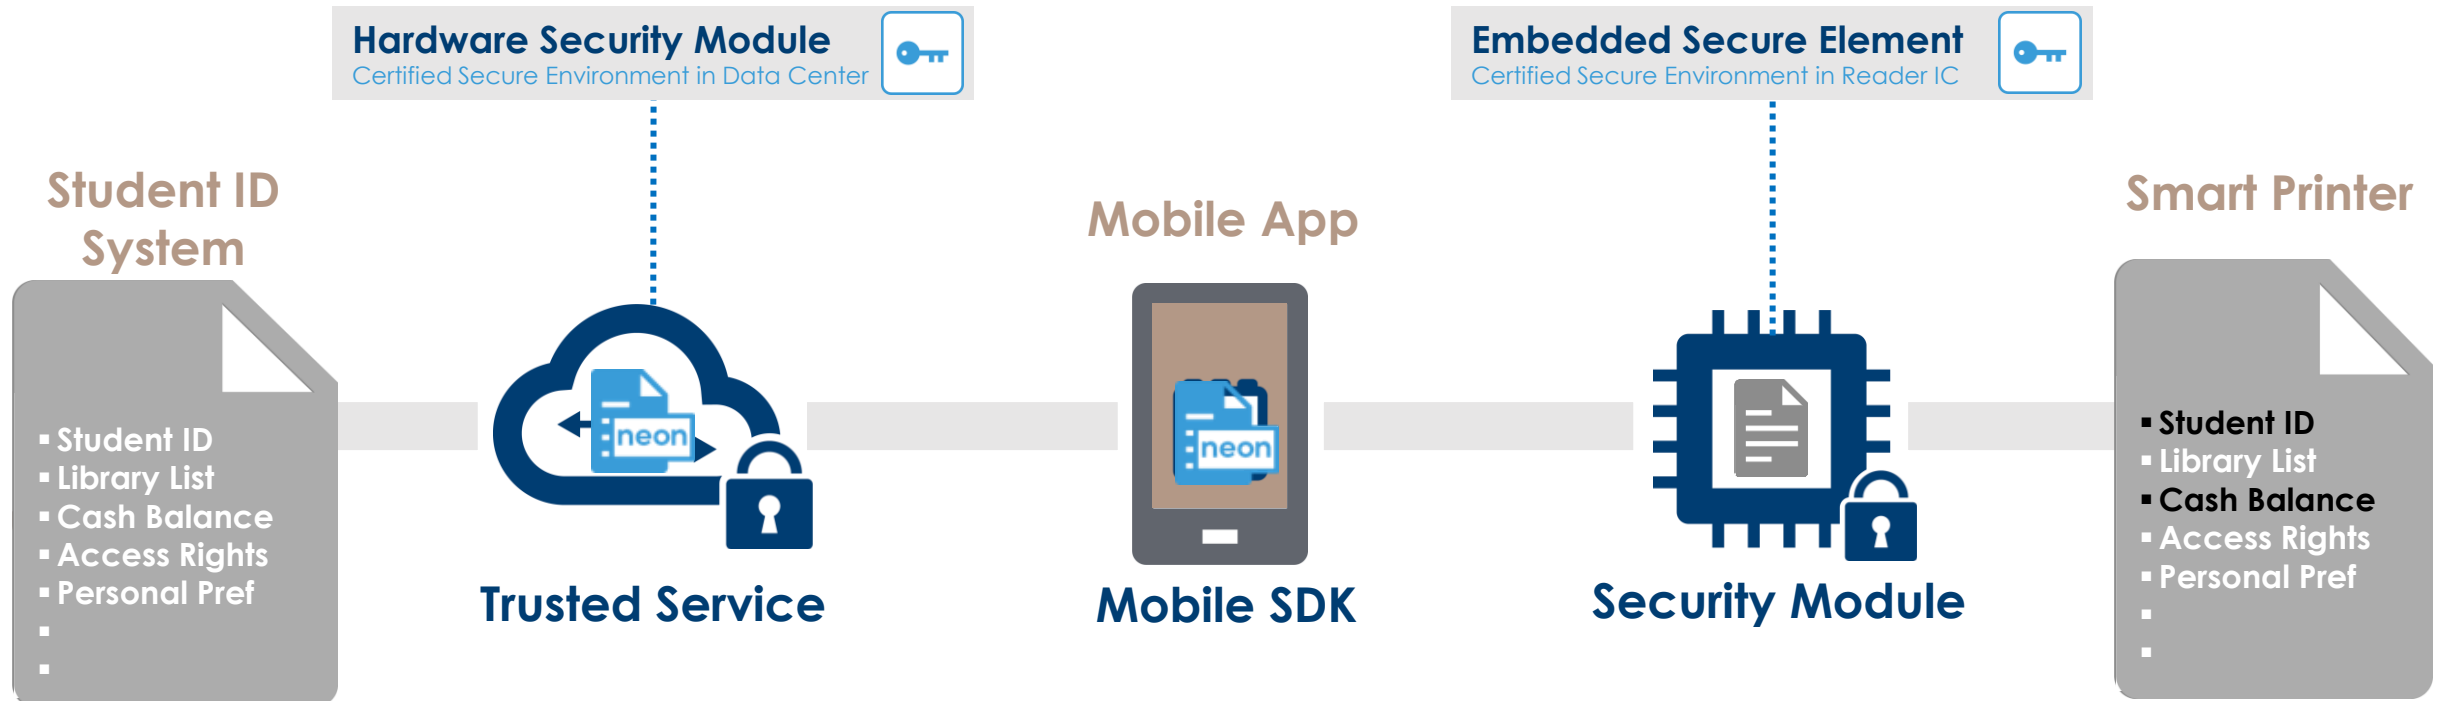 Hardware Security Module
Certified Secure Environment in Data Center
Embedded Secure Element
Certified Secure Environment in Reader IC
Student ID
System
▪ Student ID
▪ Library List
▪ Cash Balance
▪ Access Rights
▪ Personal Pref
▪
▪
neon
Trusted Service
Mobile App
neon
Mobile SDK
Security Module
Smart Printer
▪ Student ID
▪ Library List
▪ Cash Balance
▪ Access Rights
▪ Personal Pref
▪
▪